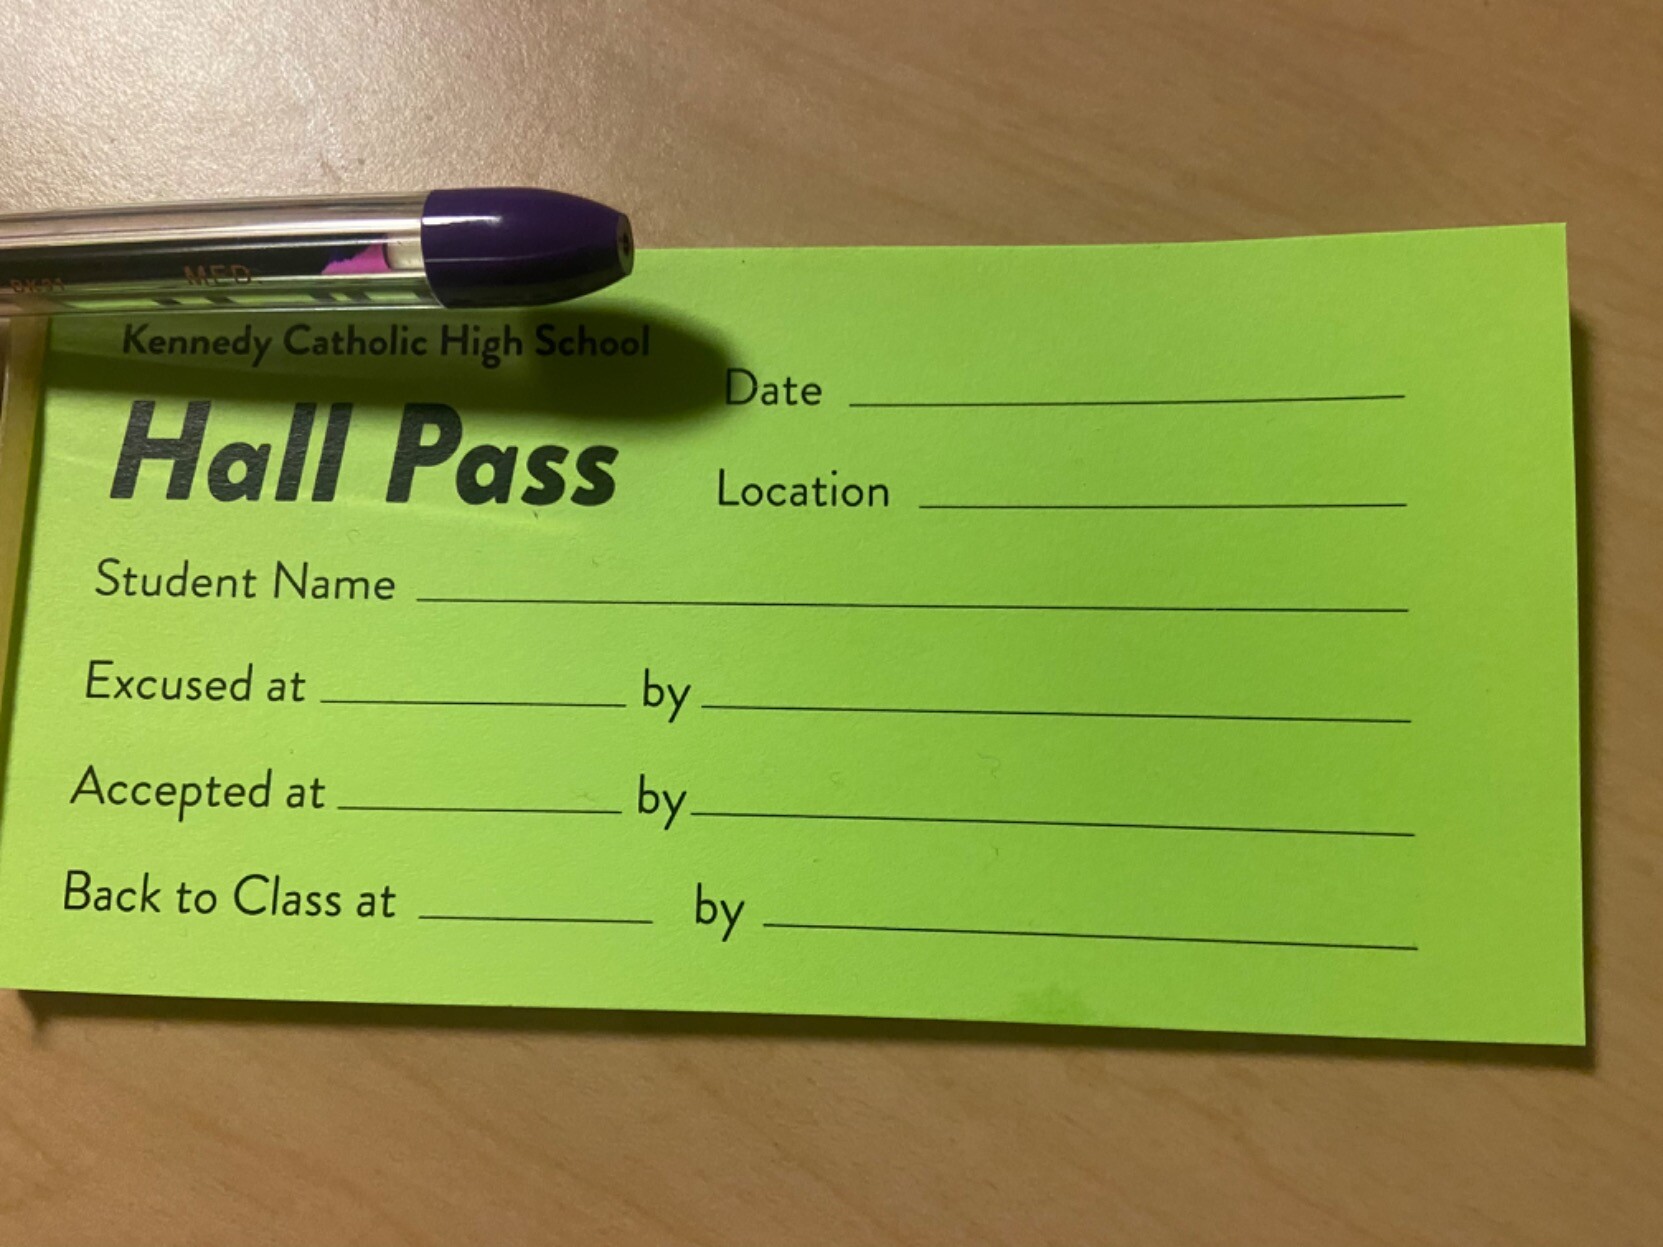 MED.
Kennedy Catholic High School
Hall Pass
Date
Location
Student Name
Excused at by
Accepted at by
Back to Class at by